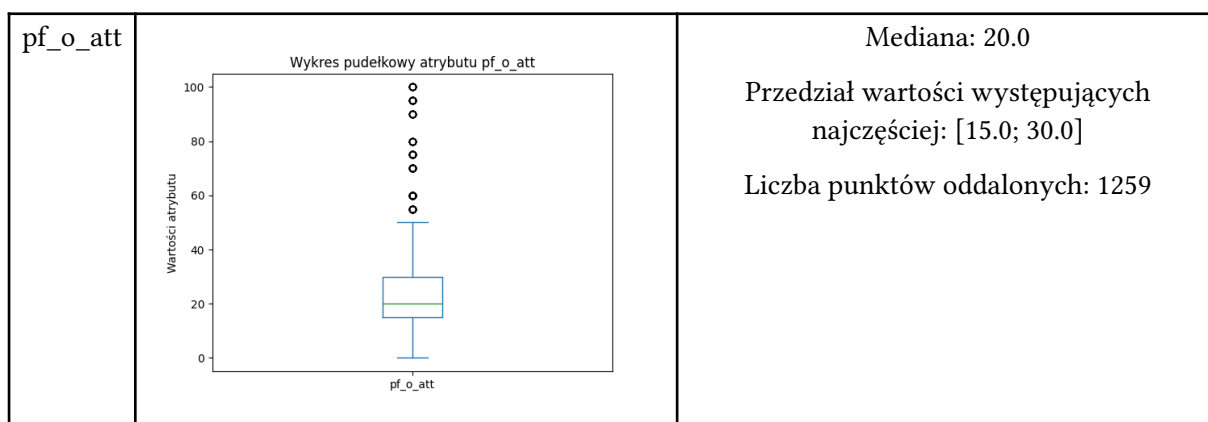 pf_o_att
Wykres pudełkowy atrybutu pf_o_att
100
80
60
40
20
0
Wartości atrybutu
pf_o_att
Mediana: 20.0
Przedział wartości występujących
najczęściej: [15.0; 30.0]
Liczba punktów oddalonych: 1259